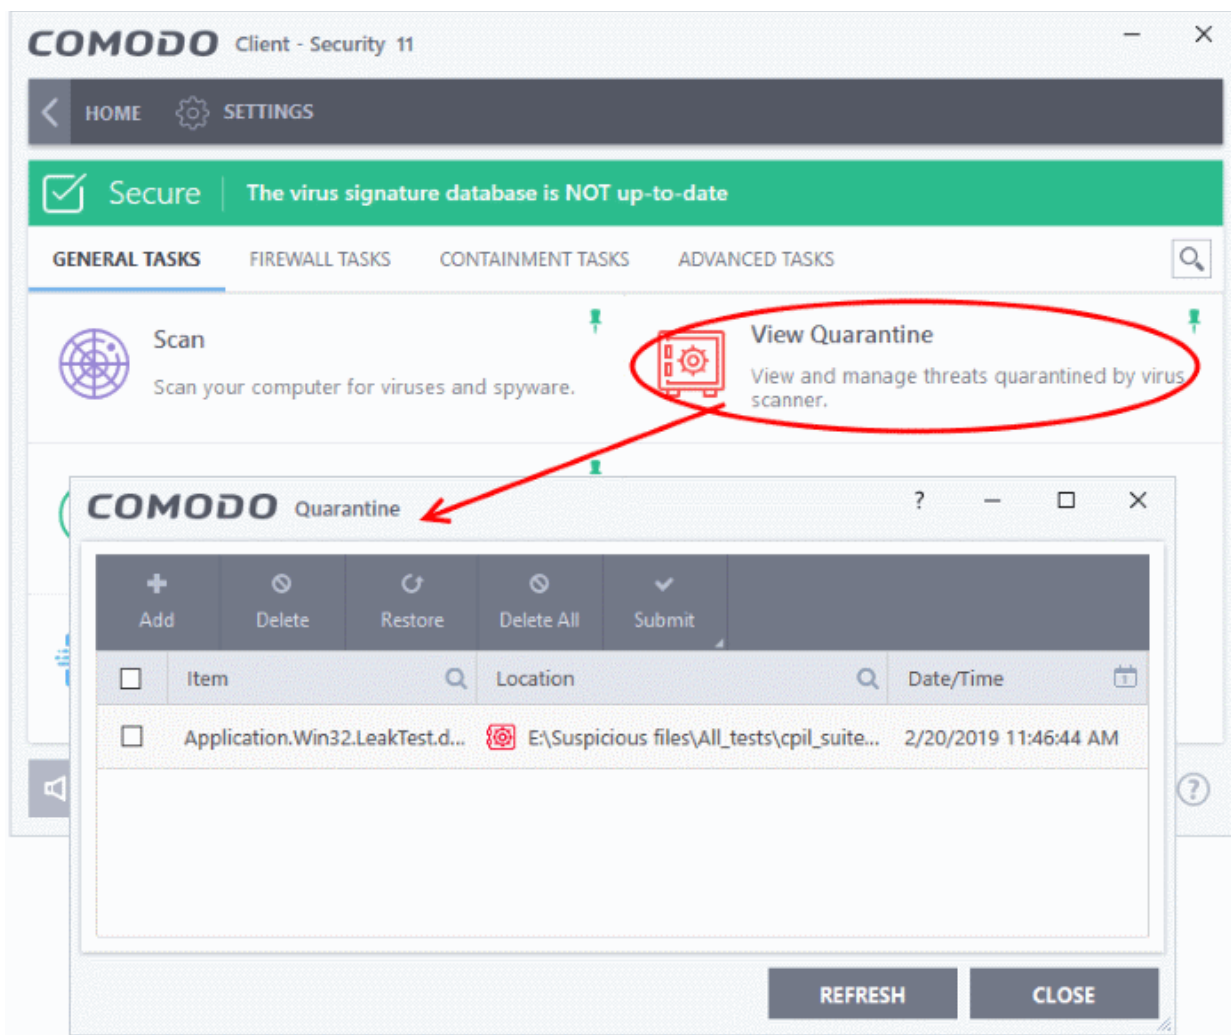 COMODO Client - Security 11
HOME SETTINGS
Secure The virus signature database is NOT up-to-date
GENERAL TASKS FIREWALL TASKS CONTAINMENT TASKS ADVANCED TASKS
Scan
Scan your computer for viruses and spyware.
View Quarantine
View and manage threats quarantined by virus
scanner.
COMODO Quarantine ?
Add Delete Restore Delete All Submit
Item Location Date/Time
Application.Win32.LeakTest.d... E:\Suspicious files\All_tests\cpil_suite... 2/20/2019 11:46:44 AM
?
REFRESH CLOSE